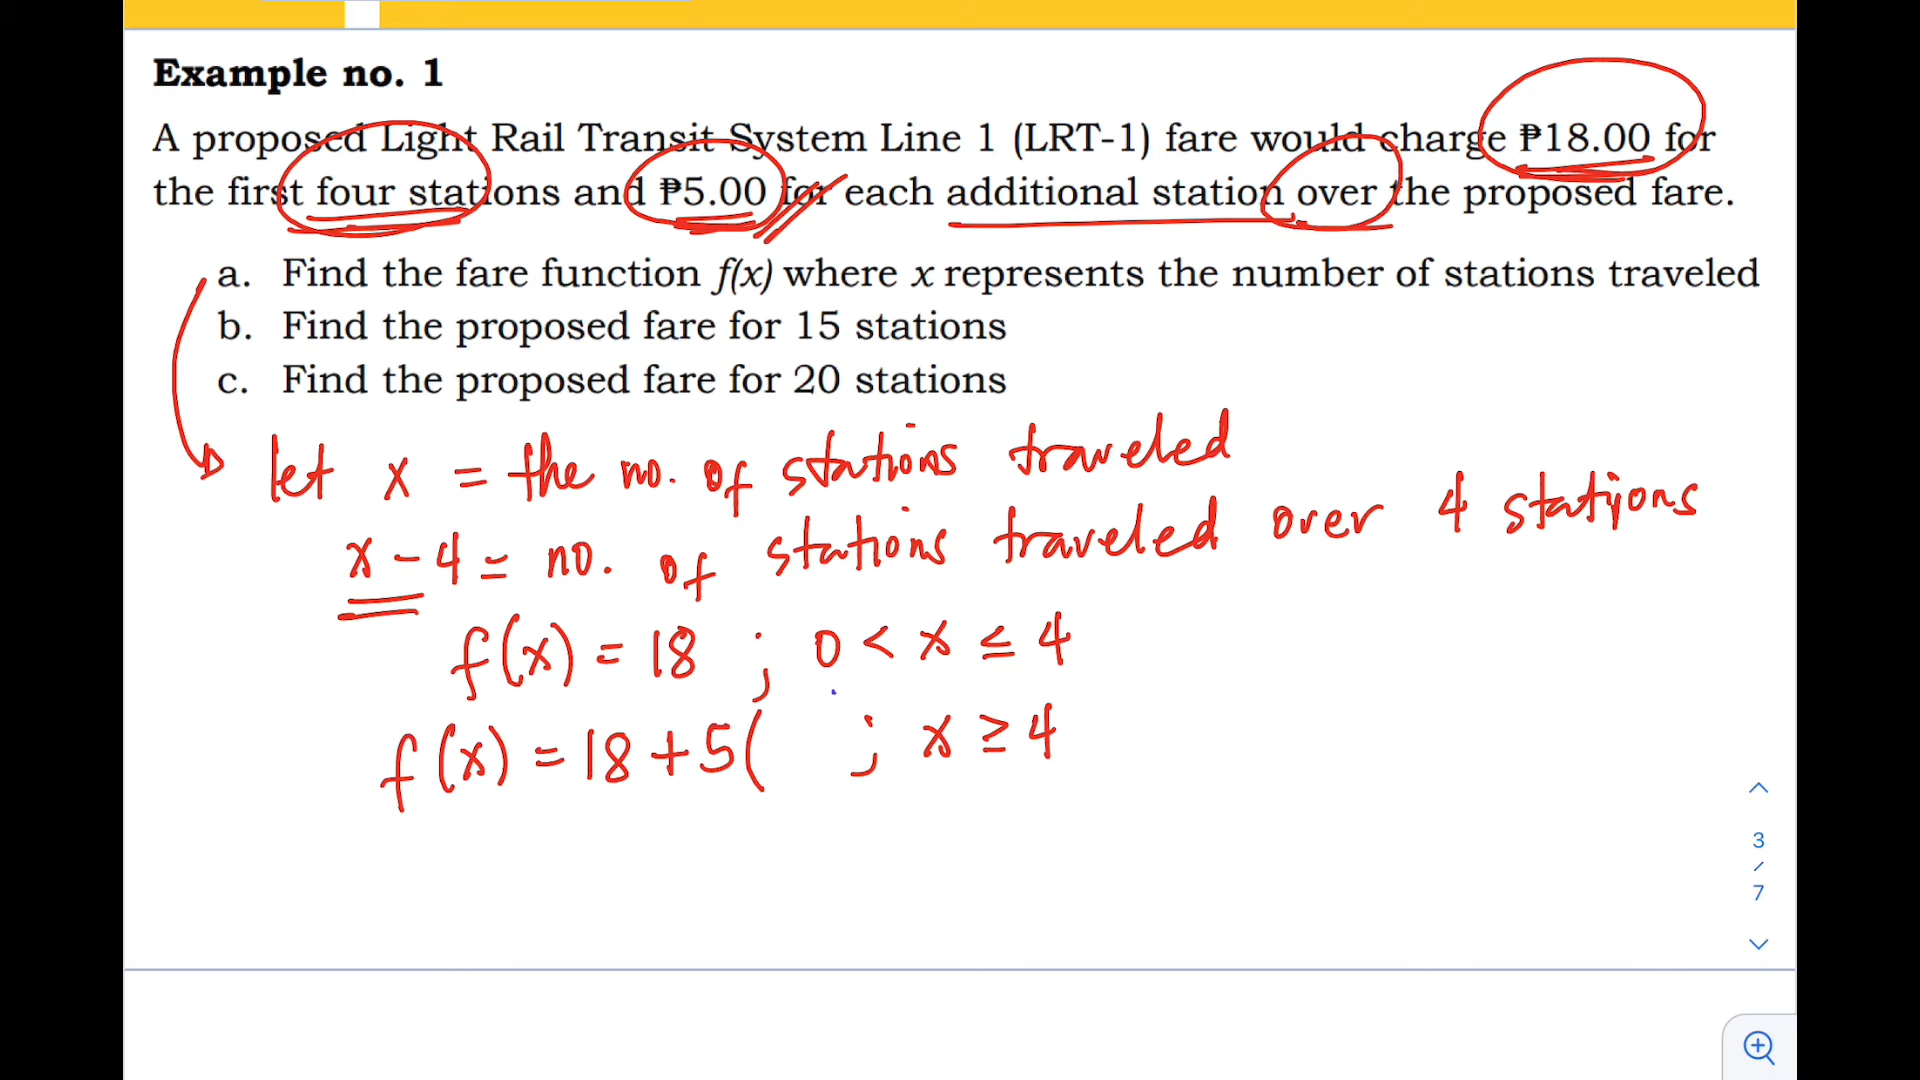 Example no. 1
A proposed Light Rail Transit System Line 1 (LRT-1) fare would charge ₱18.00 for
the first four stations and ₱5.00 for each additional station over the proposed fare.
a. Find the fare function f(x) where x represents the number of stations traveled
b. Find the proposed fare for 15 stations
c. Find the proposed fare for 20 stations
let x = the no. of stations traveled
x - 4 = no. of stations traveled over 4 stations
f(x) = 18 ; 0 < x ≤ 4
f(x) = 18 + 5( ; x ≥ 4
3
/
7